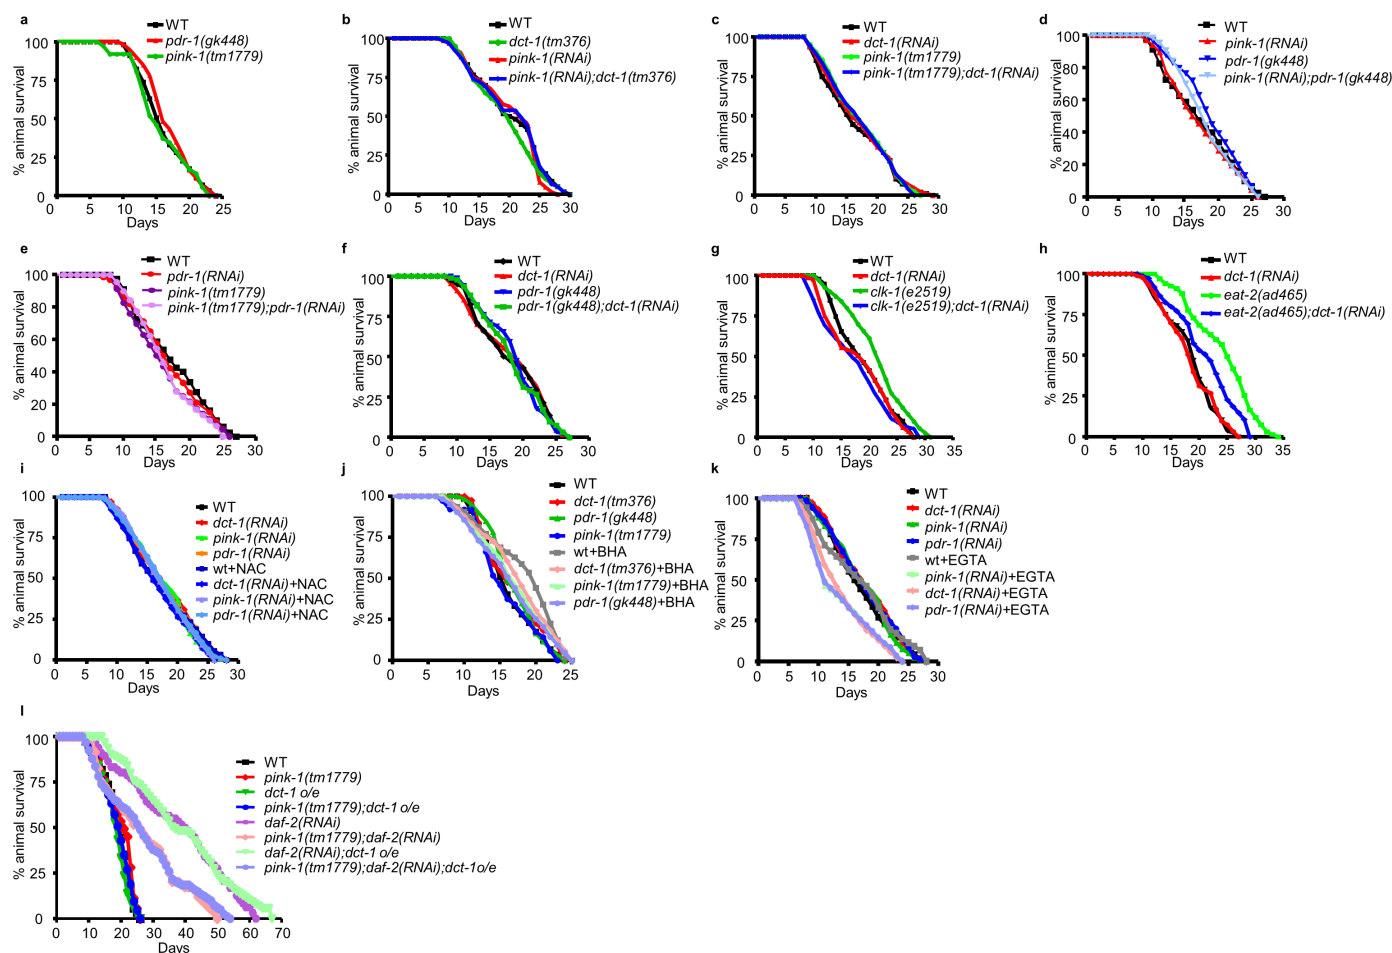 a
WT
pdr-1(gk448)
pink-1(tm1779)
% animal survival
100
75
50
25
0
0 5 10 15 20 25
Days
b
WT
dct-1(tm376)
pink-1(RNAi)
pink-1(RNAi);dct-1(tm376)
% animal survival
100
75
50
25
0
0 5 10 15 20 25 30
Days
c
WT
dct-1(RNAi)
pink-1(tm1779)
pink-1(tm1779);dct-1(RNAi)
% animal survival
100
75
50
25
0
0 5 10 15 20 25 30
Days
d
WT
pink-1(RNAi)
pdr-1(gk448)
pink-1(RNAi);pdr-1(gk448)
% animal survival
100
80
60
40
20
0
0 5 10 15 20 25 30
Days
e
WT
pdr-1(RNAi)
pink-1(tm1779)
pink-1(tm1779);pdr-1(RNAi)
% animal survival
100
80
60
40
20
0
0 5 10 15 20 25 30
Days
f
WT
dct-1(RNAi)
pdr-1(gk448)
pdr-1(gk448);dct-1(RNAi)
% animal survival
100
75
50
25
0
0 5 10 15 20 25 30
Days
g
WT
dct-1(RNAi)
clk-1(e2519)
clk-1(e2519);dct-1(RNAi)
% animal survival
100
75
50
25
0
0 5 10 15 20 25 30 35
Days
h
WT
dct-1(RNAi)
eat-2(ad465)
eat-2(ad465);dct-1(RNAi)
% animal survival
100
75
50
25
0
0 5 10 15 20 25 30 35
Days
i
WT
dct-1(RNAi)
pink-1(RNAi)
pdr-1(RNAi)
wt+NAC
dct-1(RNAi)+NAC
pink-1(RNAi)+NAC
pdr-1(RNAi)+NAC
% animal survival
100
75
50
25
0
0 5 10 15 20 25 30
Days
j
WT
dct-1(tm376)
pdr-1(gk448)
pink-1(tm1779)
wt+BHA
dct-1(tm376)+BHA
pink-1(tm1779)+BHA
pdr-1(gk448)+BHA
% animal survival
100
75
50
25
0
0 5 10 15 20 25
Days
k
WT
dct-1(RNAi)
pink-1(RNAi)
pdr-1(RNAi)
wt+EGTA
pink-1(RNAi)+EGTA
dct-1(RNAi)+EGTA
pdr-1(RNAi)+EGTA
% animal survival
100
75
50
25
0
0 5 10 15 20 25 30
Days
l
WT
pink-1(tm1779)
dct-1 o/e
pink-1(tm1779);dct-1 o/e
daf-2(RNAi)
pink-1(tm1779);daf-2(RNAi)
daf-2(RNAi);dct-1 o/e
pink-1(tm1779);daf-2(RNAi);dct-1o/e
% animal survival
100
75
50
25
0
0 10 20 30 40 50 60 70
Days